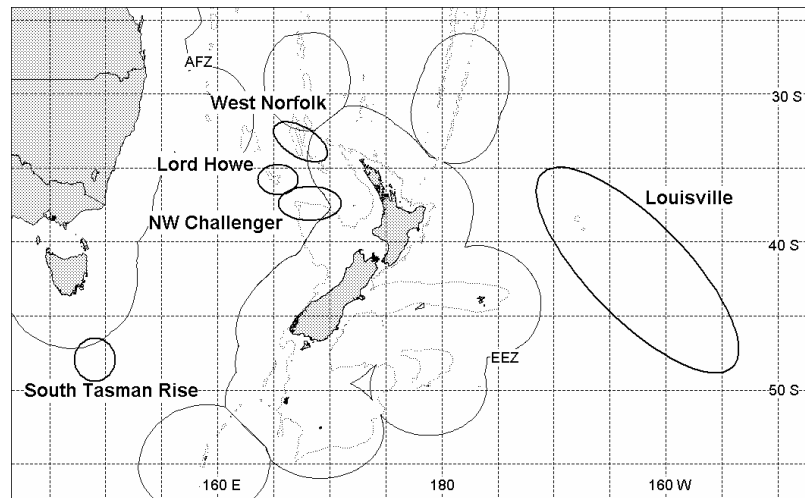 AFZ
30 S
West Norfolk
Lord Howe
Louisville
NW Challenger
40 S
EEZ
South Tasman Rise
50 S
160 E
180
160 W